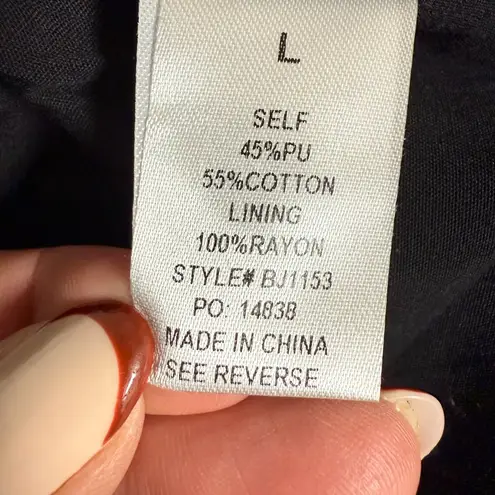 L
SELF
45%PU
55%COTTON
LINING
100%RAYON
STYLE# BJ1153
PO: 14838
MADE IN CHINA
SEE REVERSE